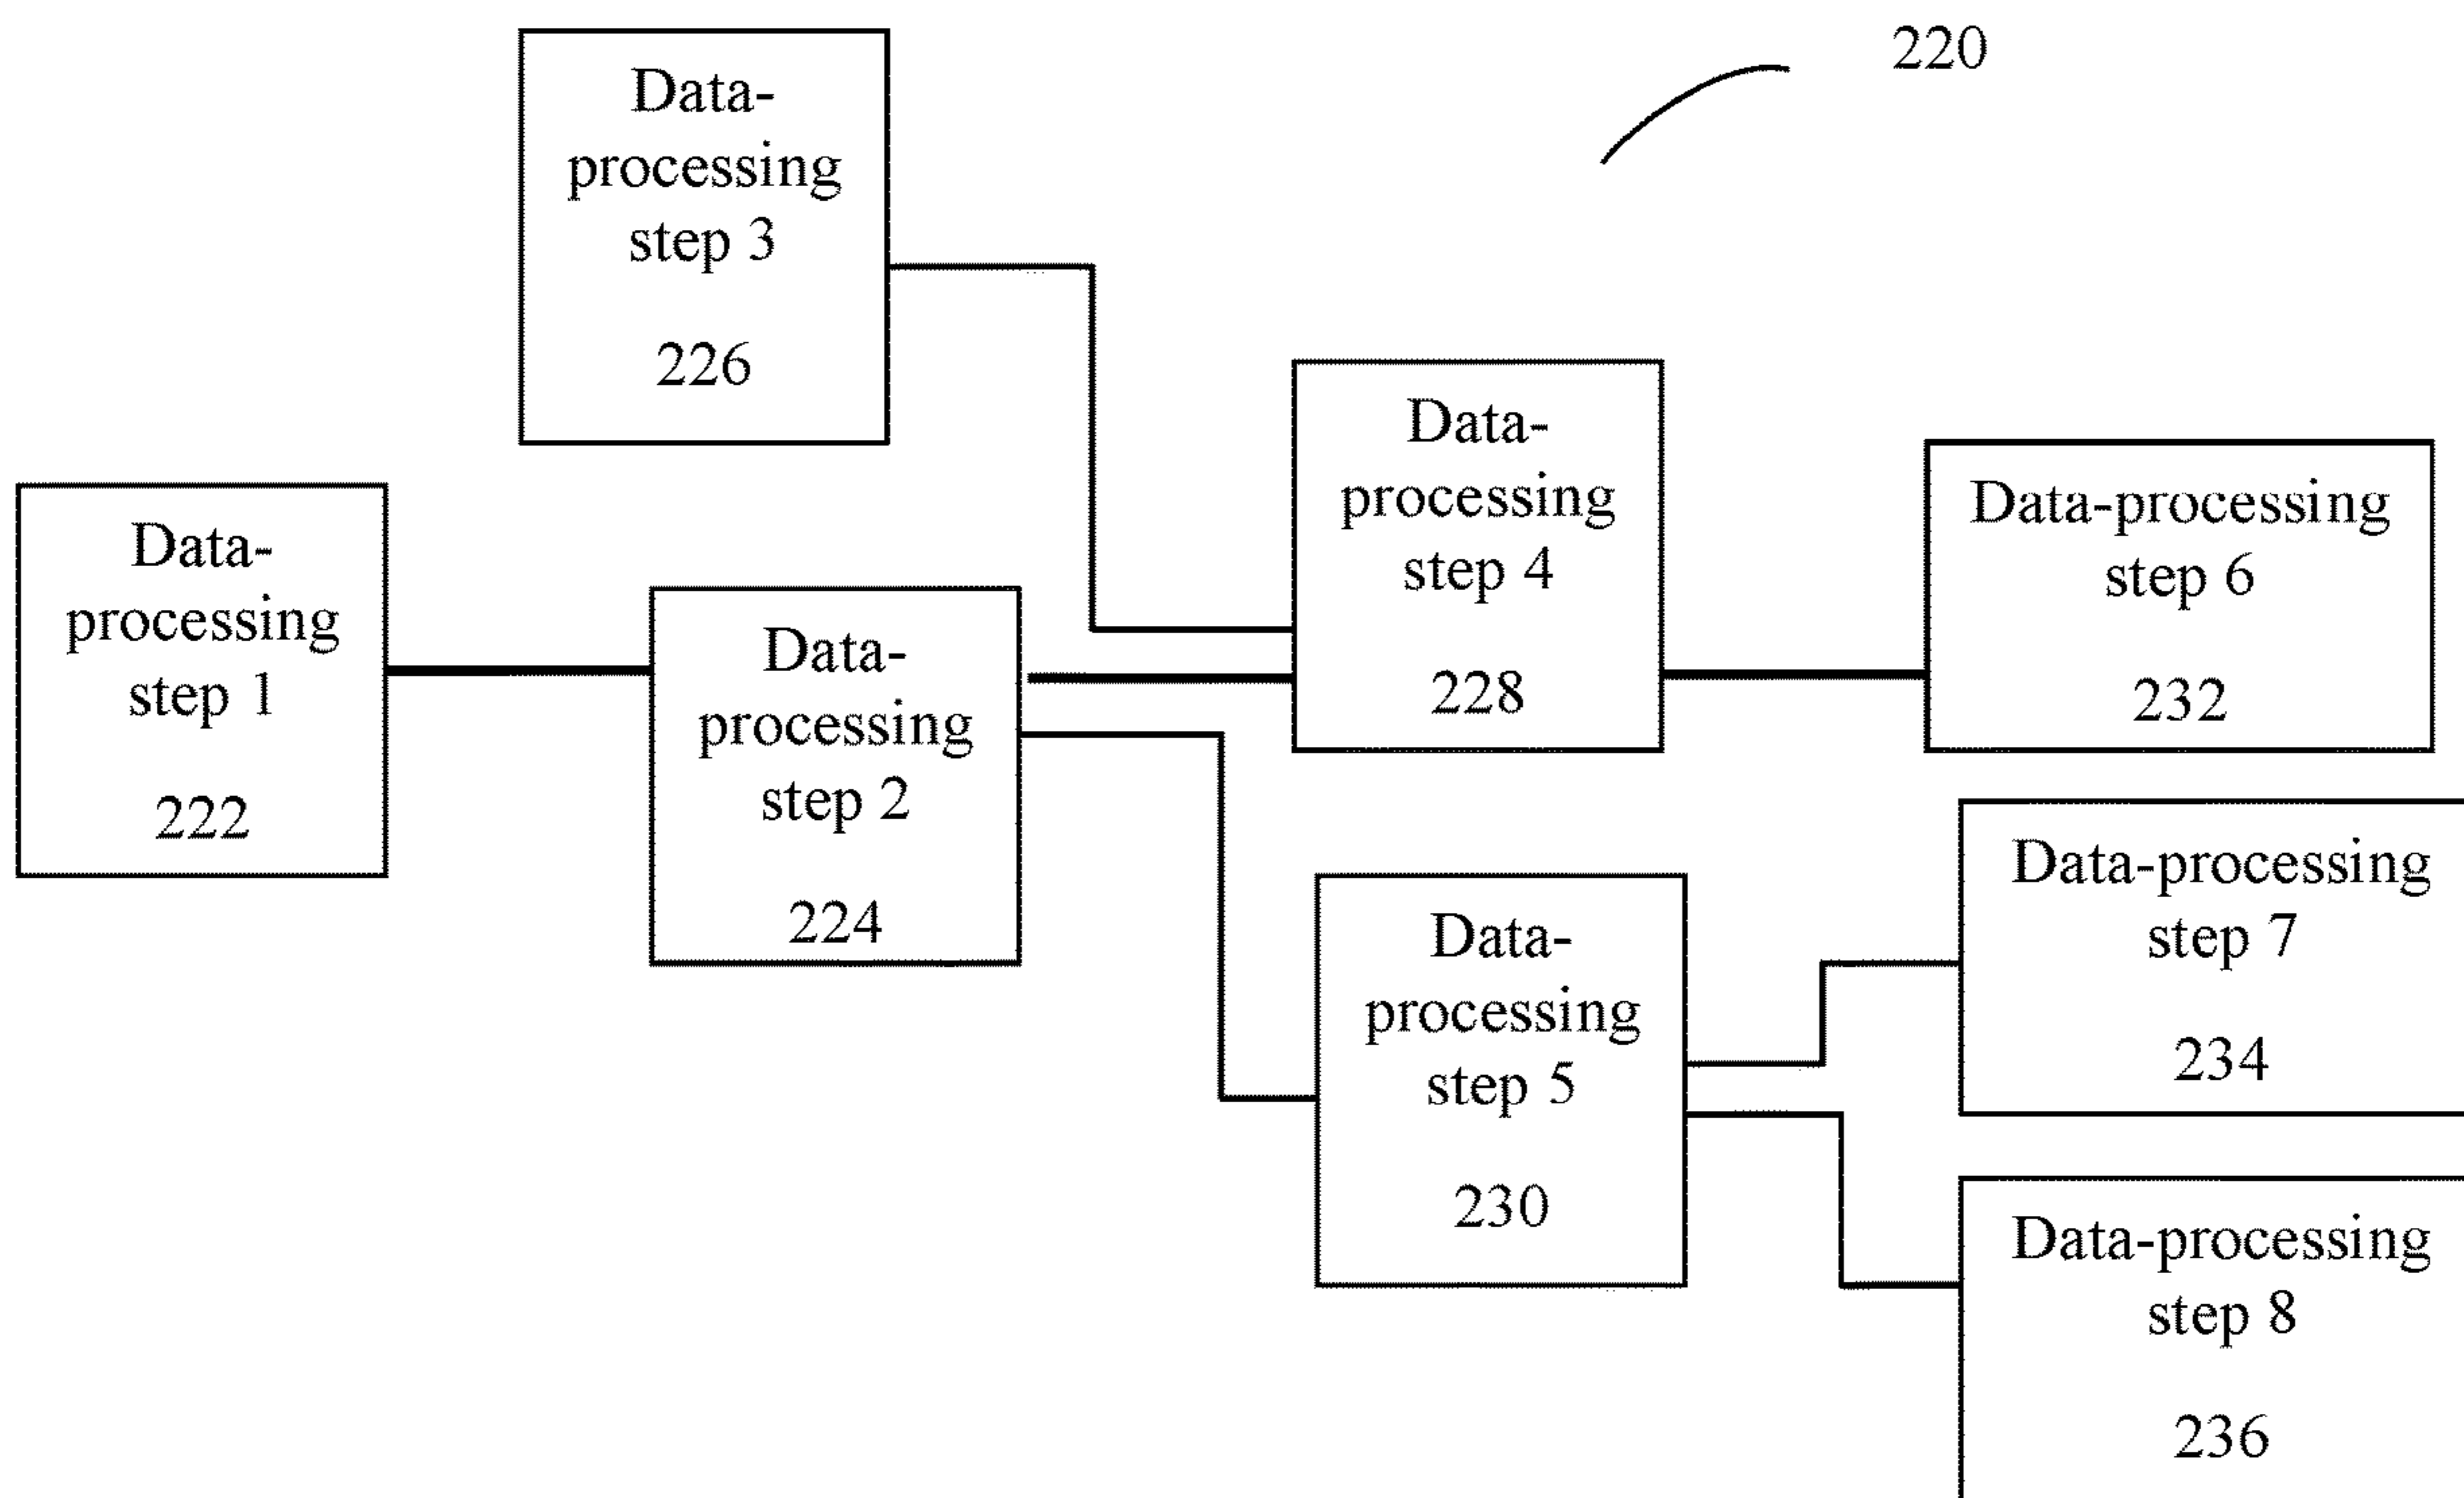 220
Data-
processing
step 3
226
Data-
processing
step 1
222
Data-
processing
step 2
224
Data-
processing
step 4
228
Data-processing
step 6
232
Data-
processing
step 5
230
Data-processing
step 7
234
Data-processing
step 8
236